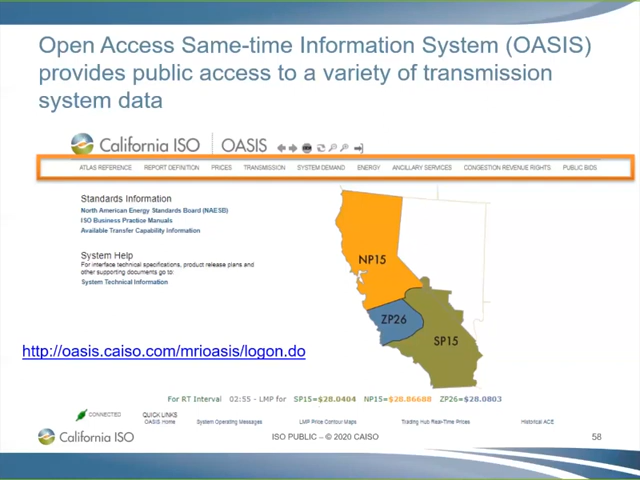 Open Access Same-time Information System (OASIS)
provides public access to a variety of transmission
system data
California ISO OASIS
ATLAS REFERENCE REPORT DEFINITION PRICES TRANSMISSION SYSTEM DEMAND ENERGY ANCILLARY SERVICES CONGESTION REVENUE RIGHTS PUBLIC BIDS
Standards Information
North American Energy Standards Board (NAESB)
ISO Business Practice Manuals
Available Transfer Capability Information
System Help
For interface technical specifications, product release plans and
other supporting documents go to:
System Technical Information
NP15
ZP26
SP15
http://oasis.caiso.com/mrioasis/logon.do
For RT Interval 02:55 - LMP for SP15=$28.0404 NP15=$28.86688 ZP26=$28.0803
CONNECTED QUICK LINKS
OASIS Home System Operating Messages LMP Price Contour Maps Trading Hub Real-Time Prices Historical ACE
California ISO ISO PUBLIC – © 2020 CAISO 58